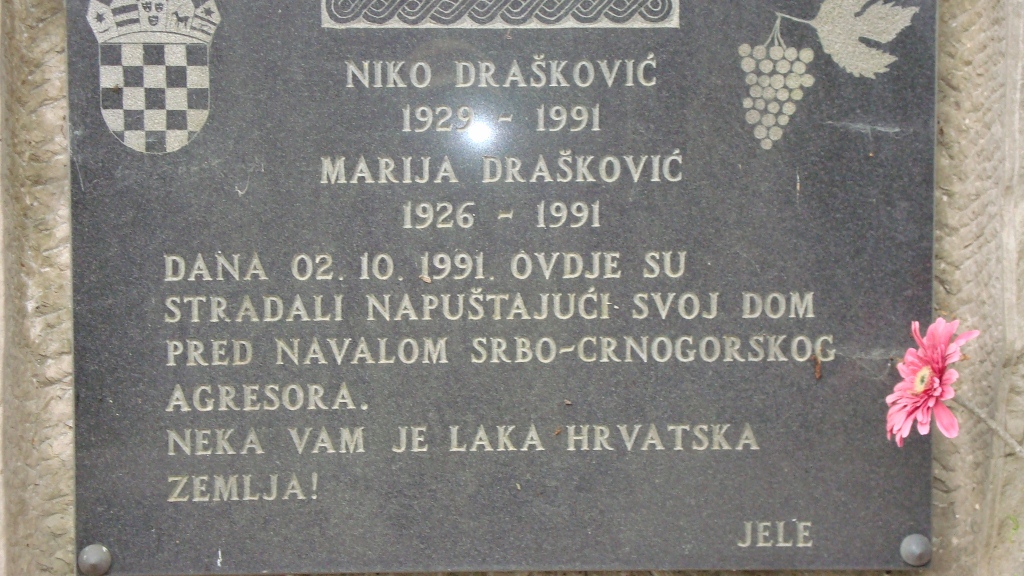 NIKO DRAŠKOVIĆ
1929 - 1991
MARIJA DRAŠKOVIĆ
1926 - 1991
DANA 02. 10. 1991. OVDJE SU
STRADALI NAPUŠTAJUĆI SVOJ DOM
PRED NAVALOM SRBO-CRNOGORSKOG
AGRESORA.
NEKA VAM JE LAKA HRVATSKA
ZEMLJA!
JELE